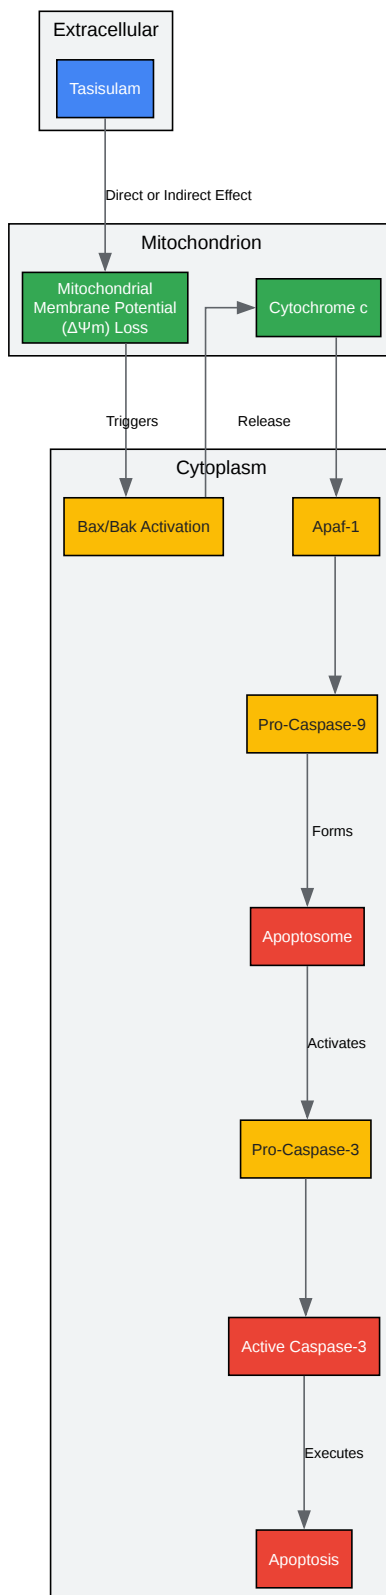 Extracellular
Tasisulam
Direct or Indirect Effect
Mitochondrion
Mitochondrial
Membrane Potential
(ΔΨm) Loss
Cytochrome c
Triggers
Release
Cytoplasm
Bax/Bak Activation
Apaf-1
Pro-Caspase-9
Forms
Apoptosome
Activates
Pro-Caspase-3
Active Caspase-3
Executes
Apoptosis